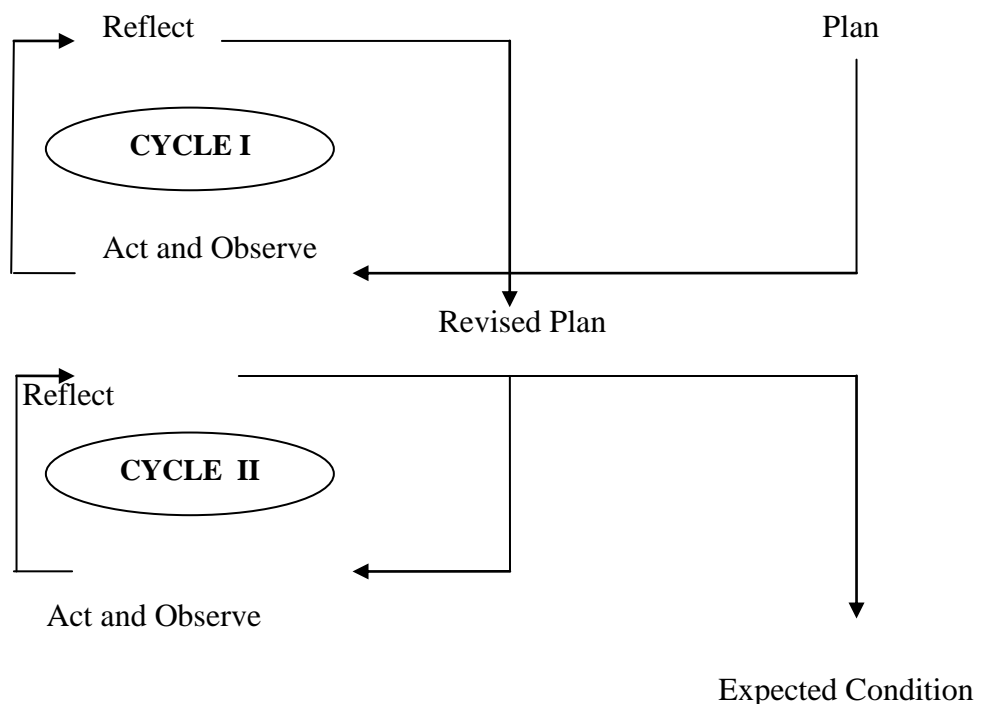 Reflect
Plan
CYCLE I
Act and Observe
Revised Plan
Reflect
CYCLE II
Act and Observe
Expected Condition